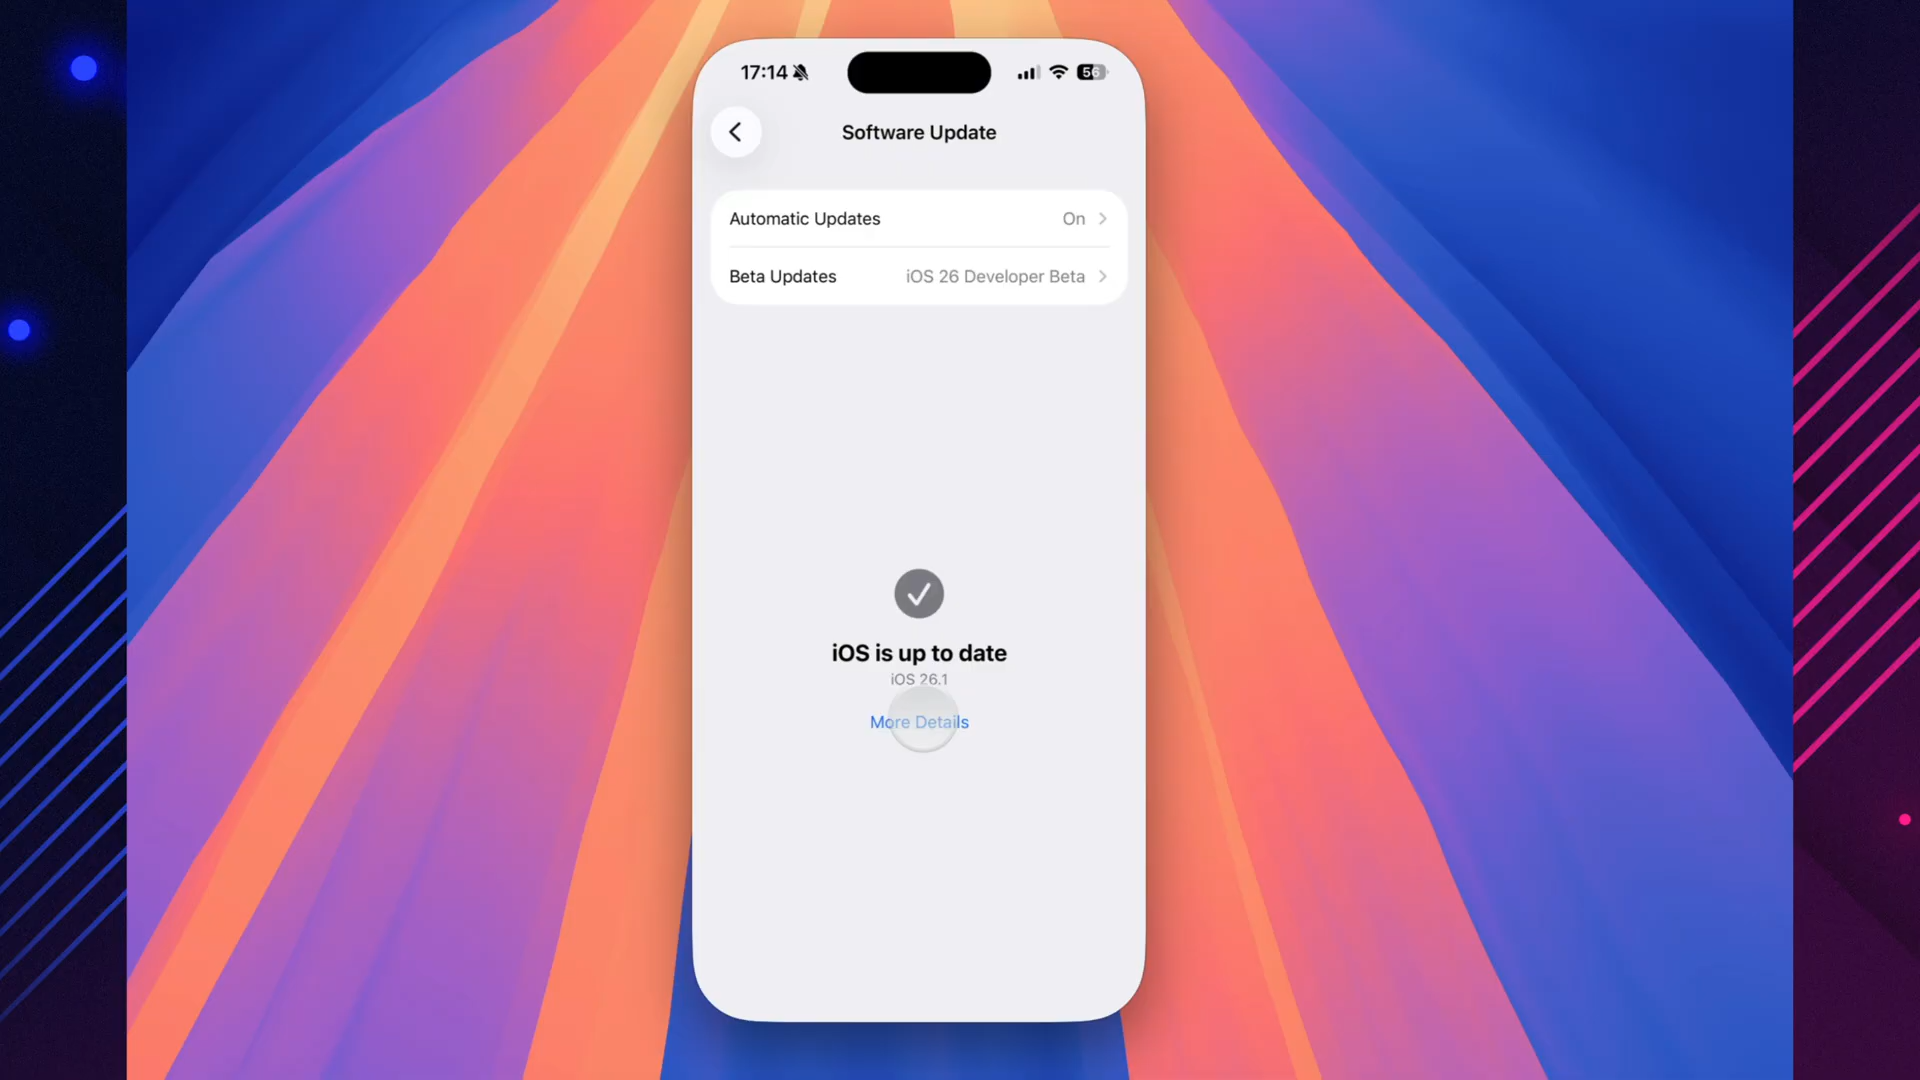 17:14 56
Software Update
Automatic Updates On
Beta Updates iOS 26 Developer Beta
iOS is up to date
iOS 26.1
More Details